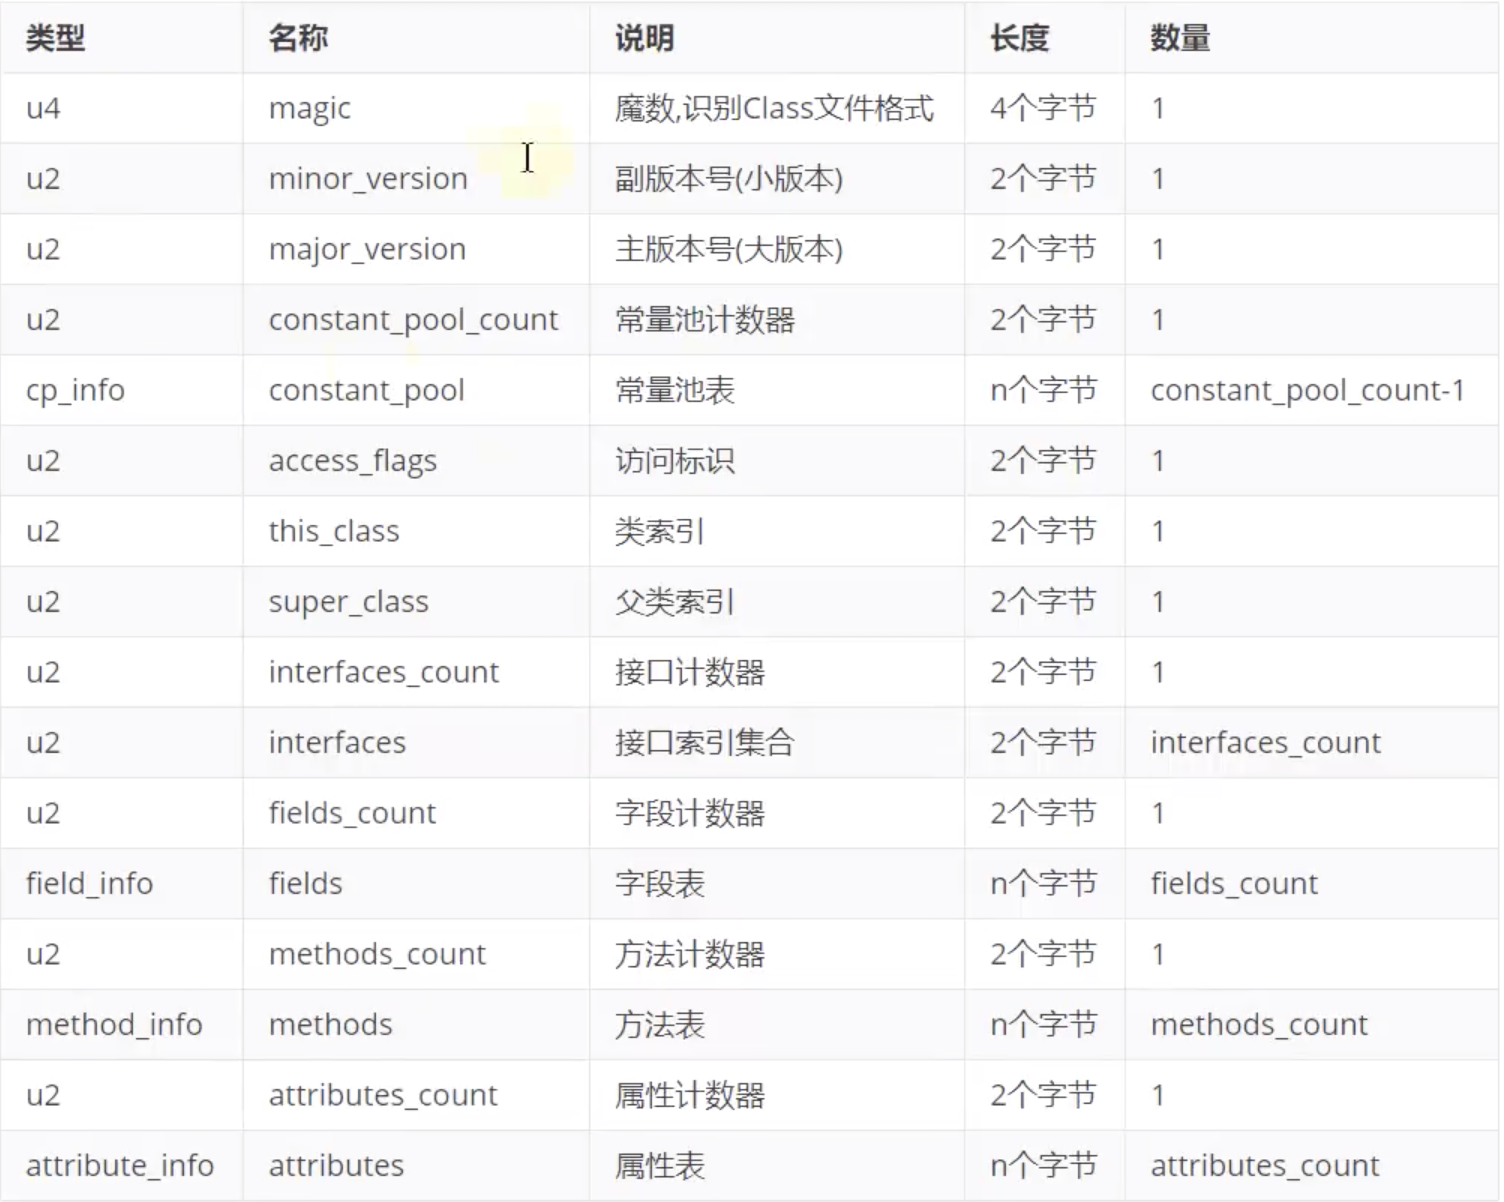 类型 名称 说明 长度 数量
u4 magic 魔数,识别Class文件格式 4个字节 1
u2 minor_version 副版本号(小版本) 2个字节 1
u2 major_version 主版本号(大版本) 2个字节 1
u2 constant_pool_count 常量池计数器 2个字节 1
cp_info constant_pool 常量池表 n个字节 constant_pool_count-1
u2 access_flags 访问标识 2个字节 1
u2 this_class 类索引 2个字节 1
u2 super_class 父类索引 2个字节 1
u2 interfaces_count 接口计数器 2个字节 1
u2 interfaces 接口索引集合 2个字节 interfaces_count
u2 fields_count 字段计数器 2个字节 1
field_info fields 字段表 n个字节 fields_count
u2 methods_count 方法计数器 2个字节 1
method_info methods 方法表 n个字节 methods_count
u2 attributes_count 属性计数器 2个字节 1
attribute_info attributes 属性表 n个字节 attributes_count